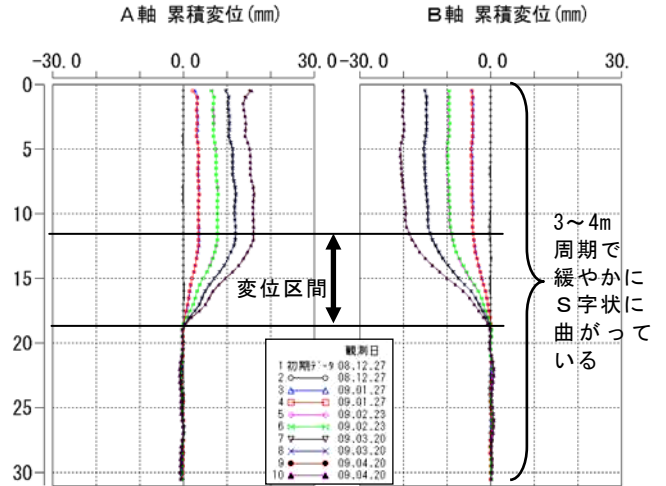 A軸 累積変位(mm)
B軸 累積変位(mm)
-30.0
0.0
30.0
-30.0
0.0
30.
0
5
10
15
20
25
30
変位区間
3～4m
周期で
緩やかに
S字状に
曲がって
いる
観測日
1 初期ﾃﾞｰﾀ 08.12.27
2 08.12.27
3 09.01.27
4 09.01.27
5 09.02.23
6 09.02.23
7 09.03.20
8 09.03.20
9 09.04.20
10 09.04.20